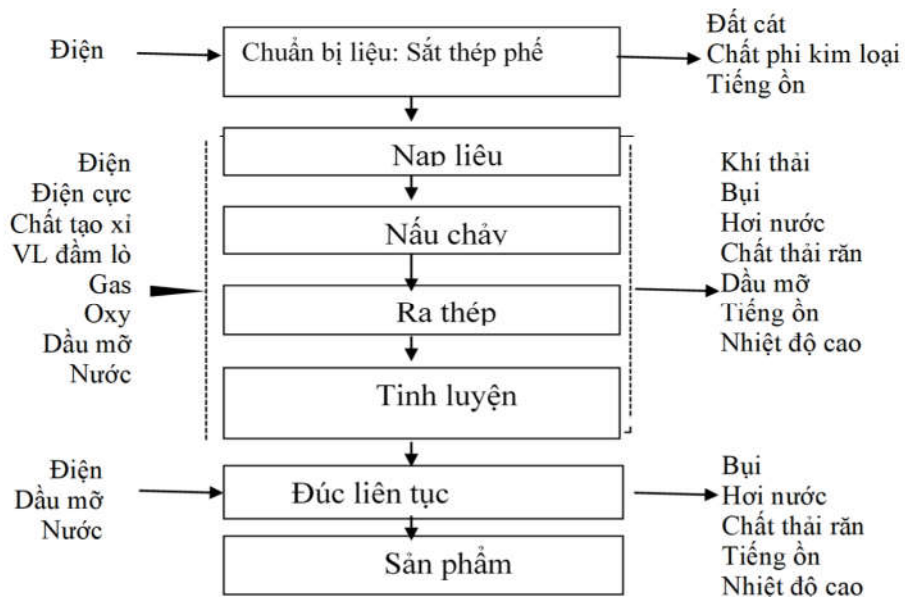 Điện
Chuẩn bị liệu: Sắt thép phế
Đất cát
Chất phi kim loại
Tiếng ồn
Điện
Điện cực
Chất tạo xỉ
VL đầm lò
Gas
Oxy
Dầu mỡ
Nước
Nạp liệu
Nấu chảy
Ra thép
Tinh luyện
Khí thải
Bụi
Hơi nước
Chất thải răn
Dầu mỡ
Tiếng ồn
Nhiệt độ cao
Điện
Dầu mỡ
Nước
Đúc liên tục
Sản phẩm
Bụi
Hơi nước
Chất thải răn
Tiếng ồn
Nhiệt độ cao